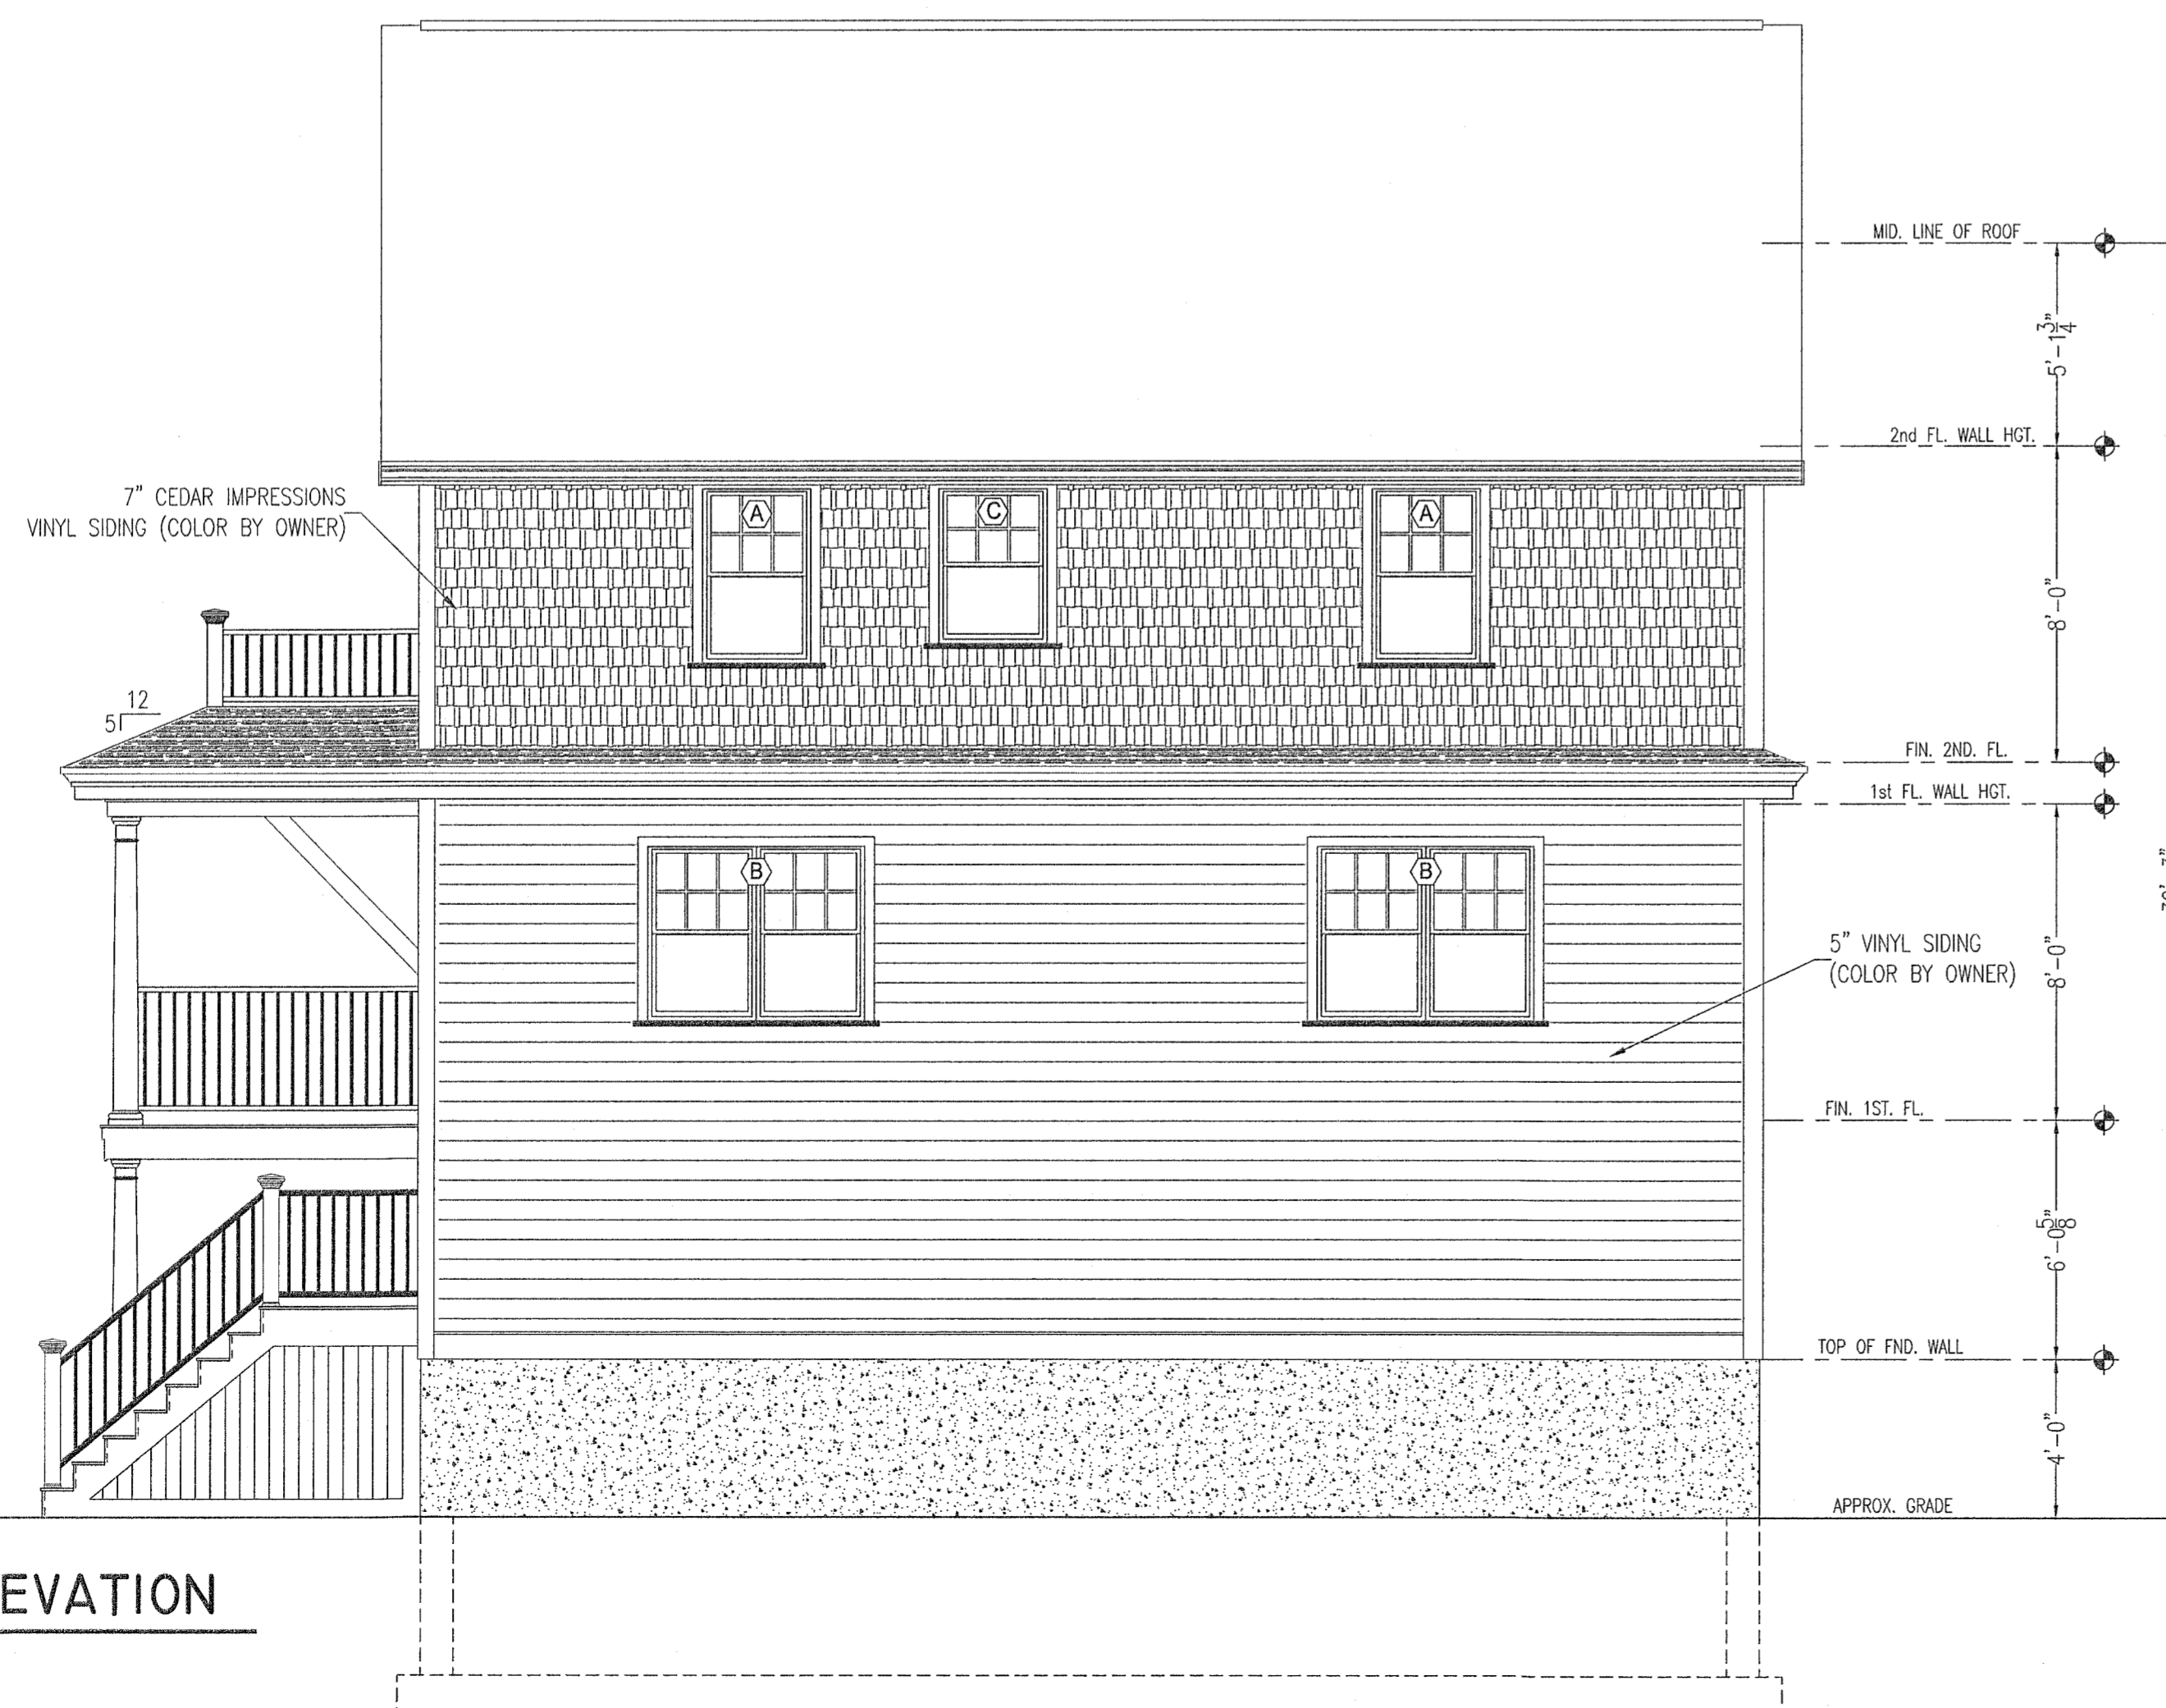 MID. LINE OF ROOF
5'-1 3/4"
2nd FL. WALL HGT.
7" CEDAR IMPRESSIONS
VINYL SIDING (COLOR BY OWNER)
A
C
A
8'-0"
12
5
FIN. 2ND. FL.
1st FL. WALL HGT.
B
B
5" VINYL SIDING
(COLOR BY OWNER)
8'-0"
FIN. 1ST. FL.
6'-0 5/8"
TOP OF FND. WALL
4'-0"
APPROX. GRADE
EVATION